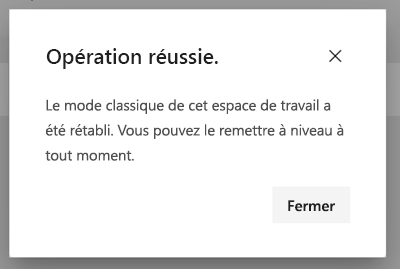 Opération réussie.
Le mode classique de cet espace de travail a
été rétabli. Vous pouvez le remettre à niveau à
tout moment.
Fermer